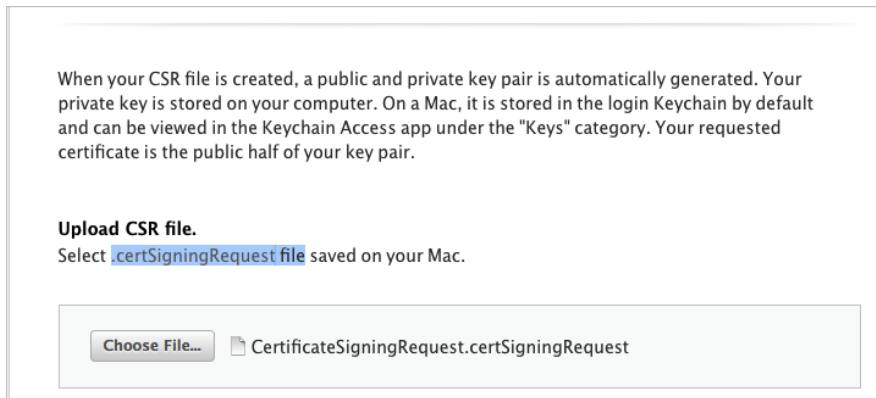 When your CSR file is created, a public and private key pair is automatically generated. Your
private key is stored on your computer. On a Mac, it is stored in the login Keychain by default
and can be viewed in the Keychain Access app under the "Keys" category. Your requested
certificate is the public half of your key pair.
Upload CSR file.
Select .certSigningRequest file saved on your Mac.
Choose File... CertificateSigningRequest.certSigningRequest